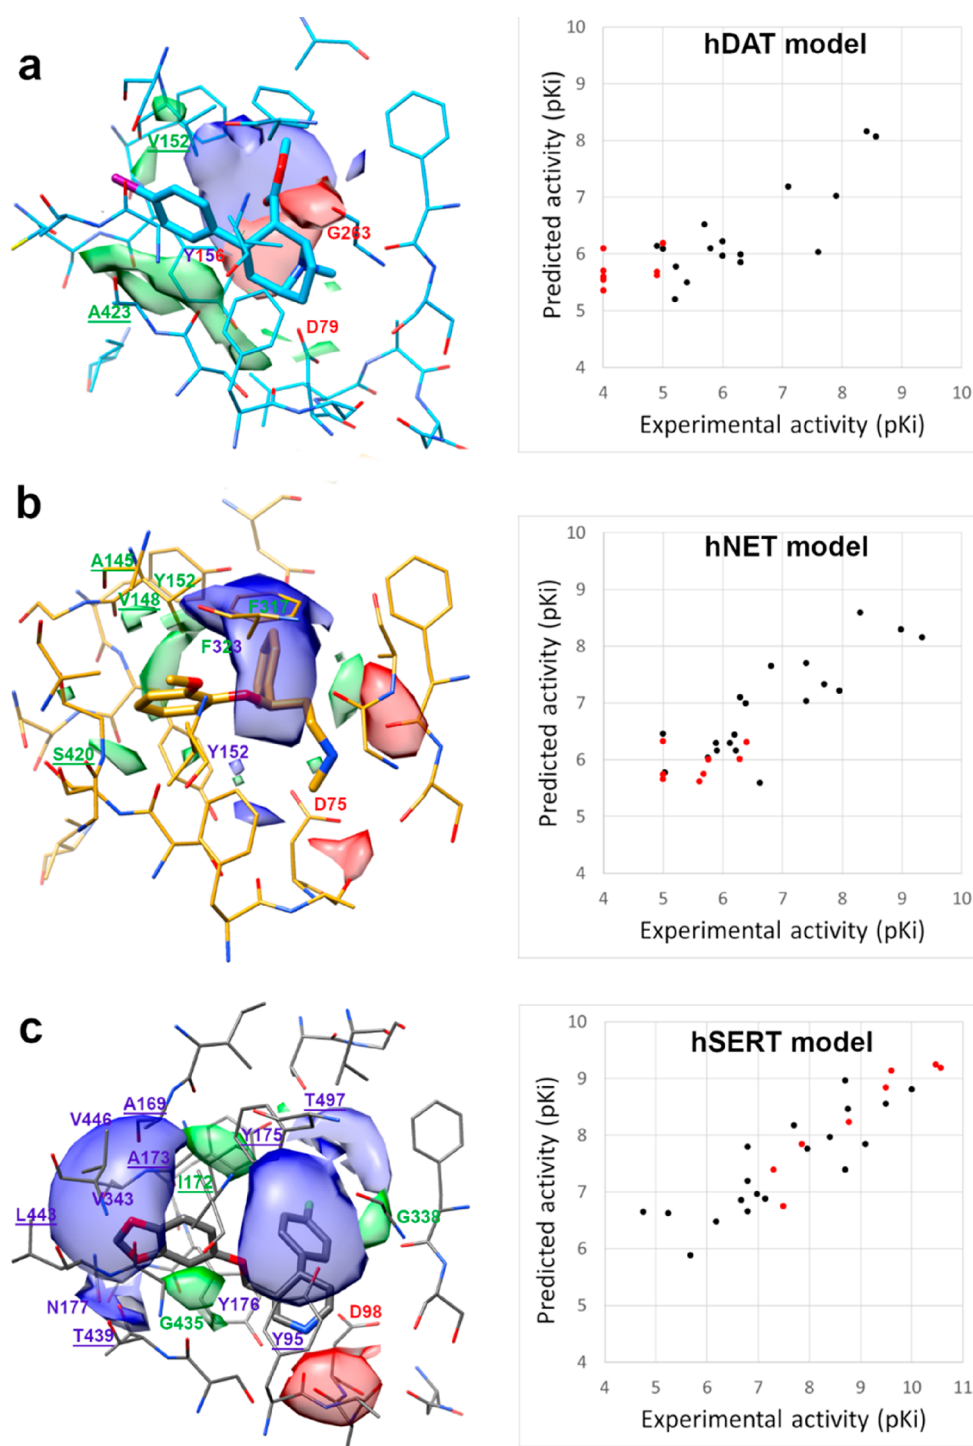 a
V152
G263
Y156
A423
D79
hDAT model
10
9
8
7
6
5
4
4 5 6 7 8 9 10
Predicted activity (pKi)
Experimental activity (pKi)
b
A145
Y152
V148
F317
F323
S420
Y152
D75
hNET model
10
9
8
7
6
5
4
4 5 6 7 8 9 10
Predicted activity (pKi)
Experimental activity (pKi)
c
A169
T497
V446
Y175
A173
I172
V343
L443
G338
N177
Y176
D98
G435
T439
Y95
hSERT model
10
9
8
7
6
5
4
4 5 6 7 8 9 10 11
Predicted activity (pKi)
Experimental activity (pKi)